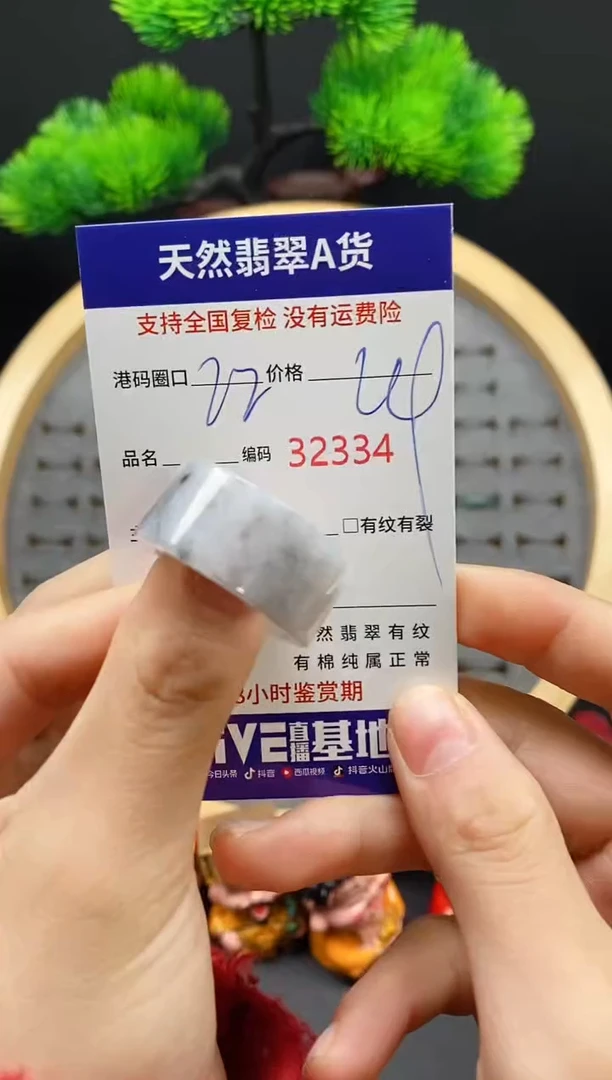 天然翡翠A货
支持全国复检 没有运费险
港码圈口 22 价格
品名 编码 32334
□有纹有裂
然翡翠有纹
有棉纯属正常
小时鉴赏期
iVE直播基地
今日头条 抖音 西瓜视频 抖音火山